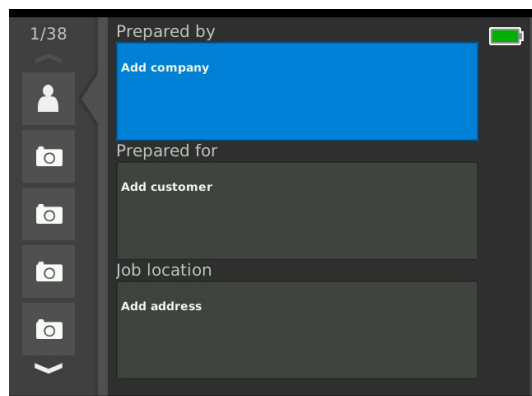 1/38
Prepared by
Add company
Prepared for
Add customer
Job location
Add address